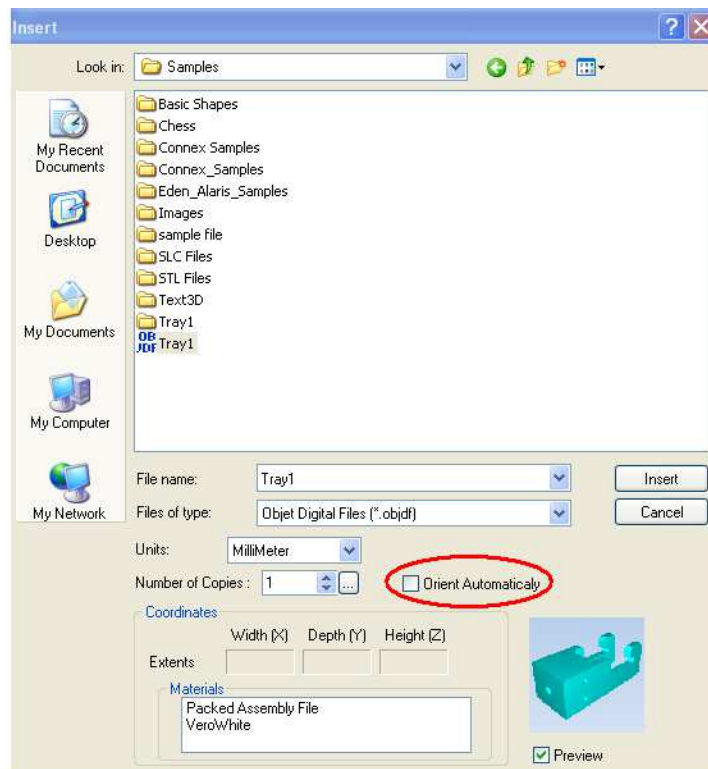 Insert
Look in: Samples
My Recent Documents
Desktop
My Documents
My Computer
My Network
Basic Shapes
Chess
Connex Samples
Connex_Samples
Eden_Alaris_Samples
Images
sample file
SLC Files
STL Files
Text3D
Tray1
OB
JDF Tray1
File name: Tray1 Insert
Files of type: Objet Digital Files (*.objdf) Cancel
Units: MilliMeter
Number of Copies : 1 ... Orient Automaticaly
Coordinates
Width (X) Depth (Y) Height (Z)
Extents
Materials
Packed Assembly File
VeroWhite
Preview